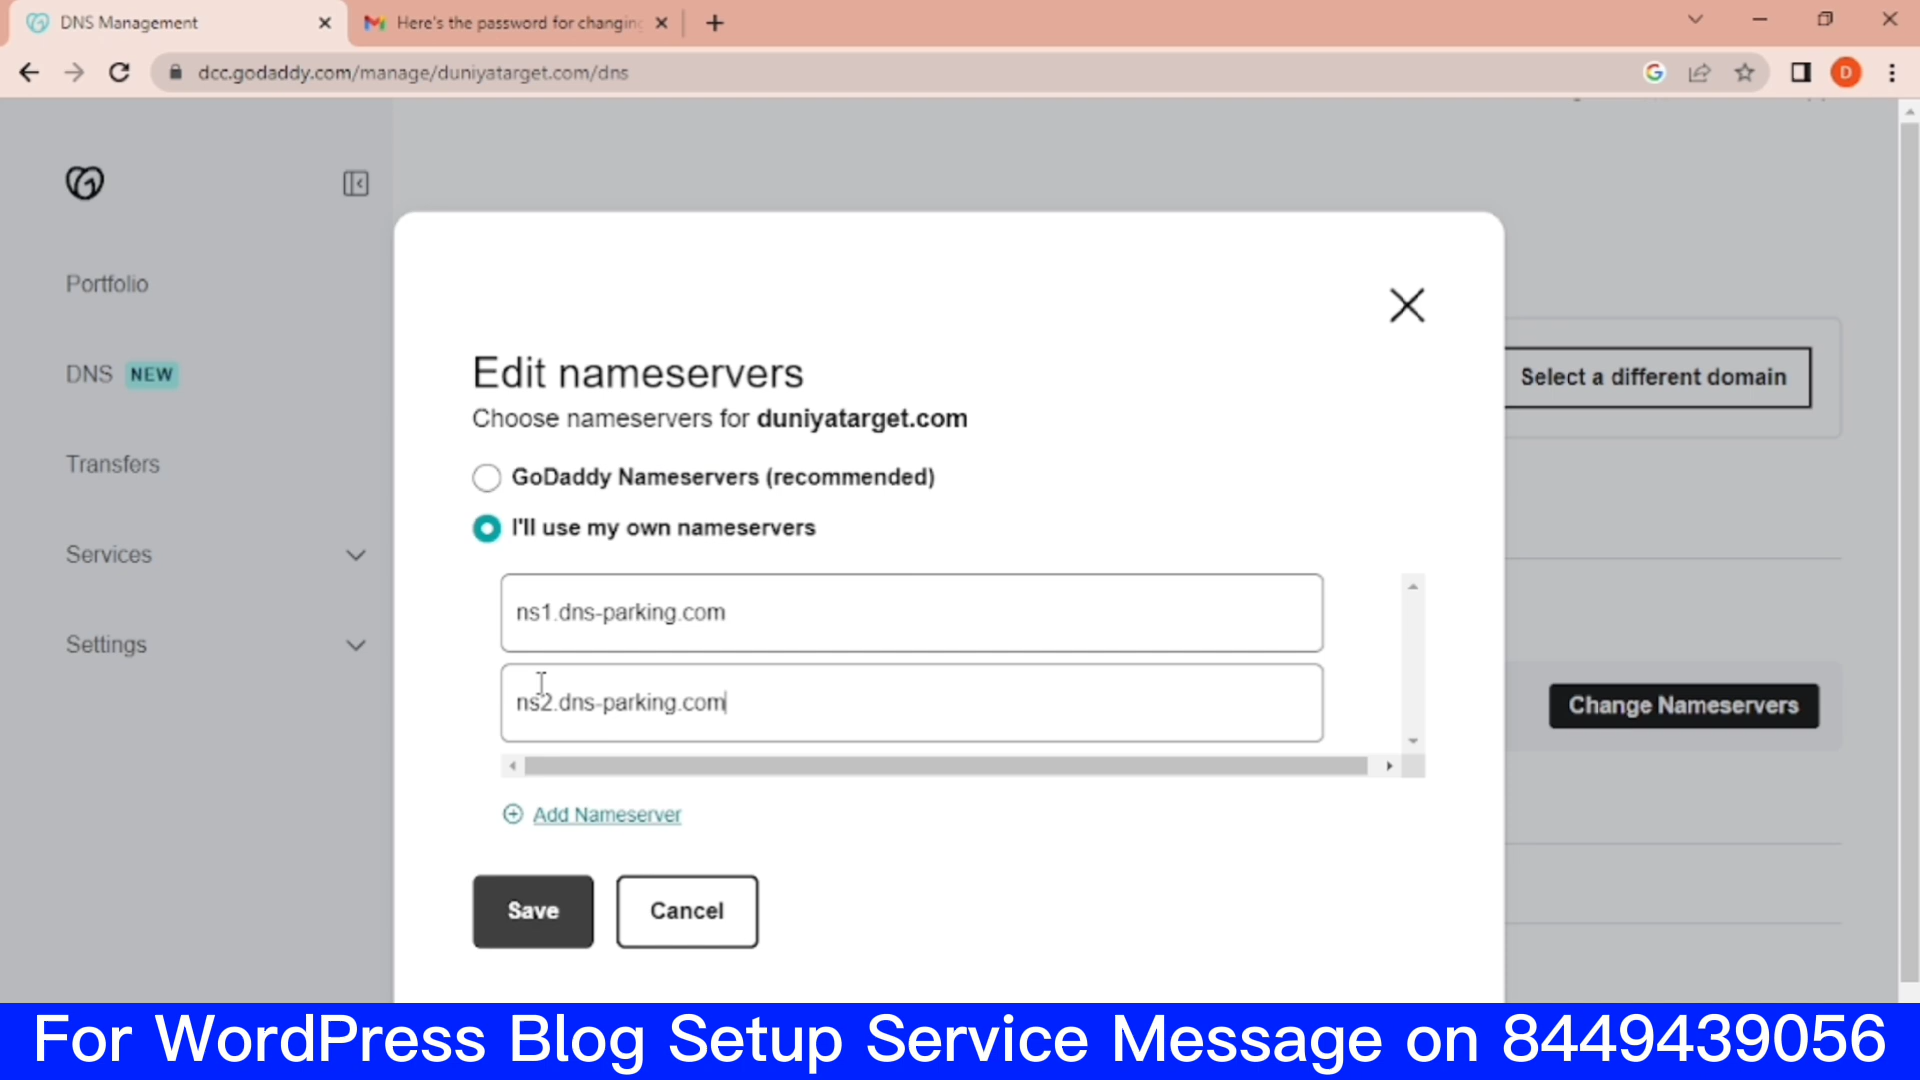 DNS Management
Here's the password for changing
dcc.godaddy.com/manage/duniyatarget.com/dns
D
Portfolio
DNS NEW
Transfers
Services
Settings
Edit nameservers
Choose nameservers for duniyatarget.com
GoDaddy Nameservers (recommended)
I'll use my own nameservers
ns1.dns-parking.com
ns2.dns-parking.com
Add Nameserver
Save
Cancel
Select a different domain
Change Nameservers
For WordPress Blog Setup Service Message on 8449439056